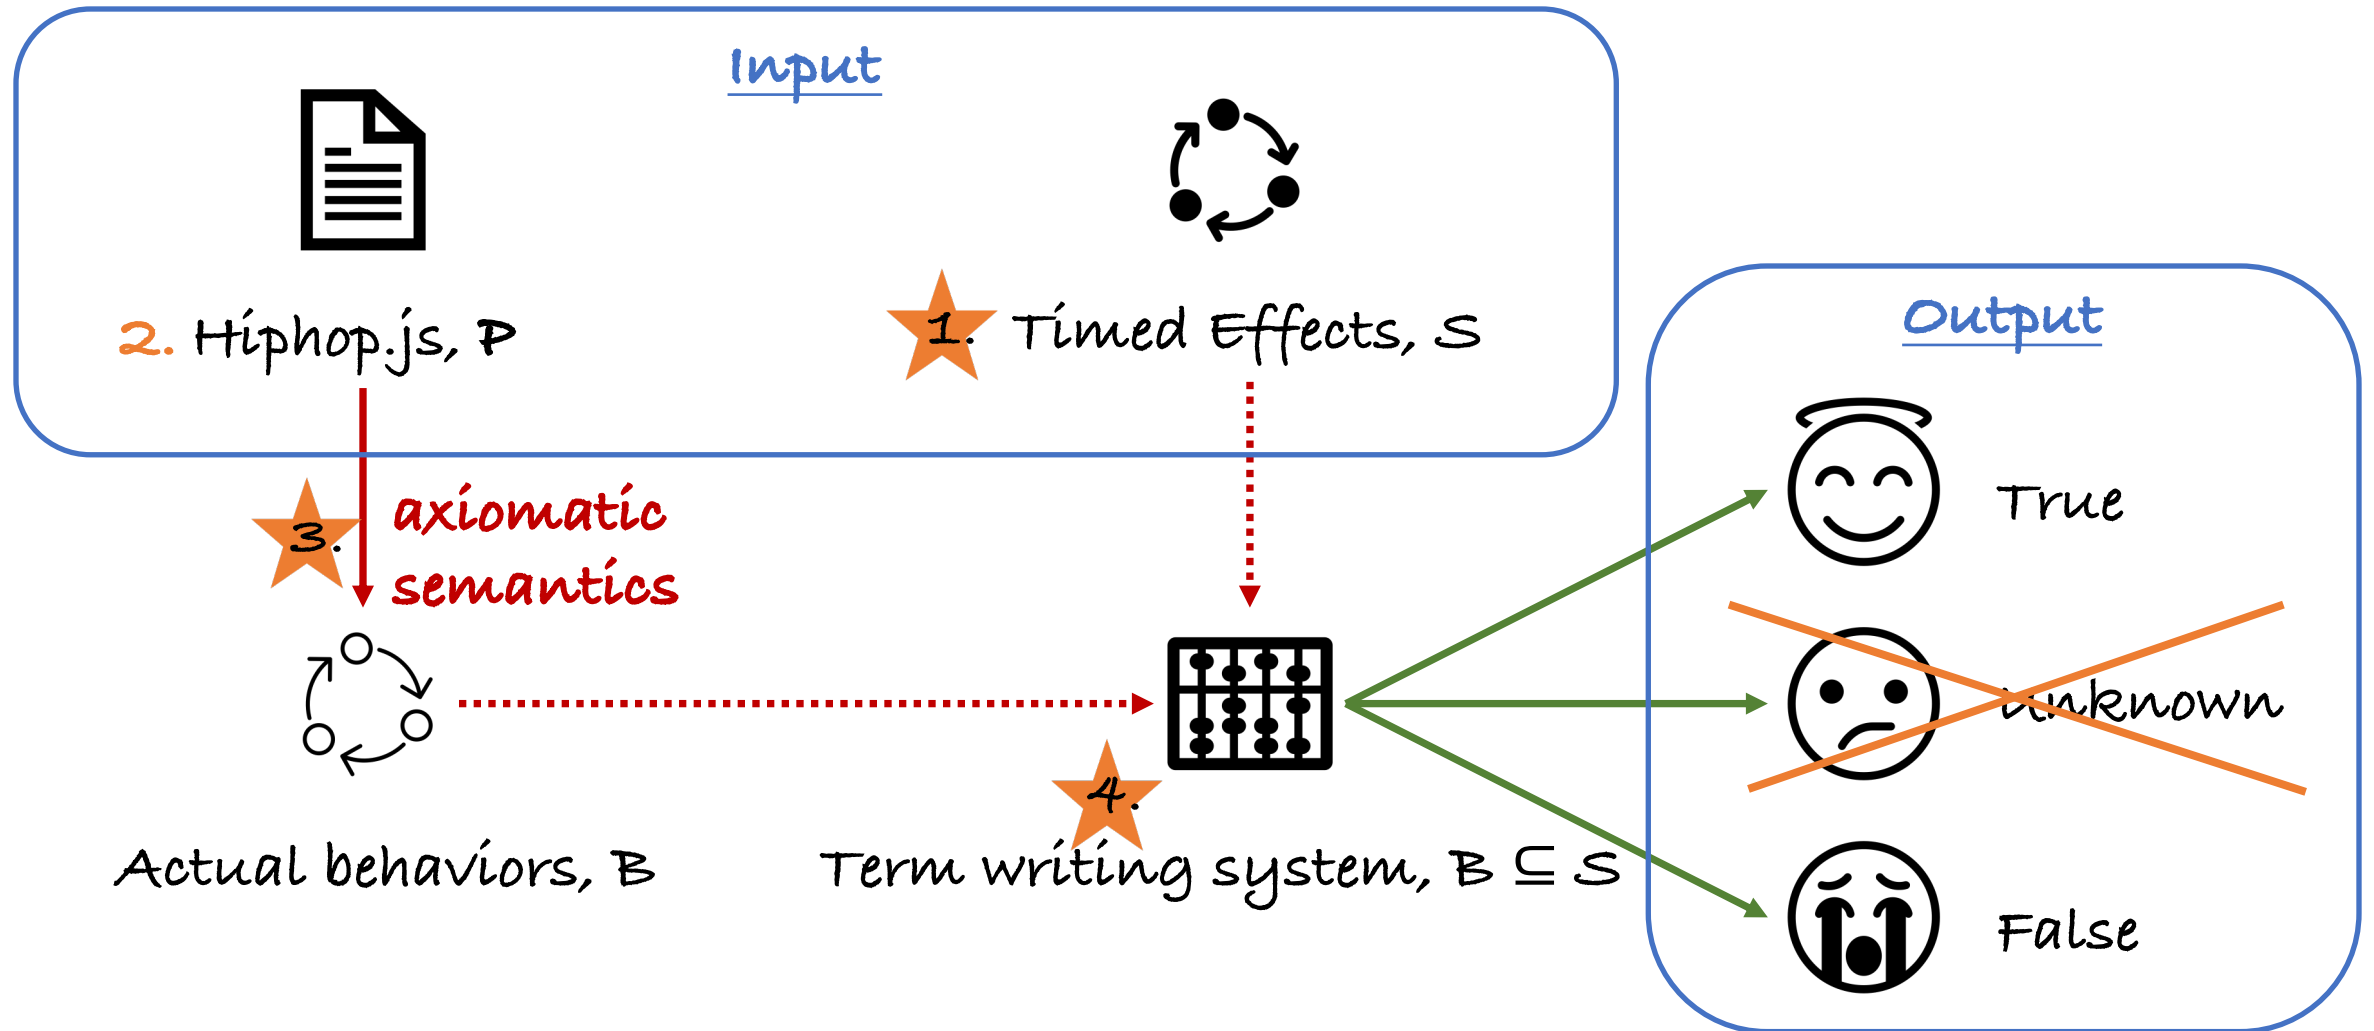 Input
2. Hiphop.js, P
1. Timed Effects, S
3. axiomatic
semantics
Actual behaviors, B
4.
Term writing system, B ⊆ S
Output
True
Unknown
False